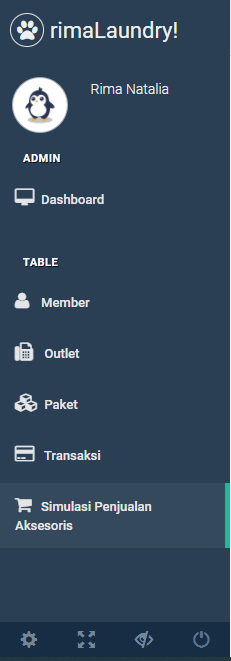 rimaLaundry!
Rima Natalia
ADMIN
Dashboard
TABLE
Member
Outlet
Paket
Transaksi
Simulasi Penjualan
Aksesoris